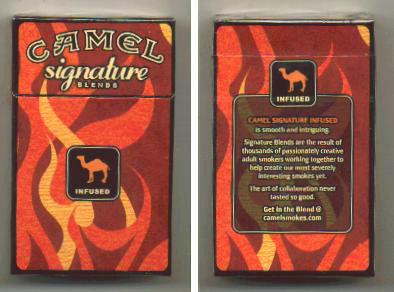 CAMEL
signature
BLENDS
INFUSED
INFUSED
CAMEL SIGNATURE INFUSED
is smooth and intriguing.
Signature Blends are the result of
thousands of passionately creative
adult smokers working together to
help create our most severely
interesting smokes yet.
The art of collaboration never
tasted so good.
Get in the Blend @
camelsmokes.com